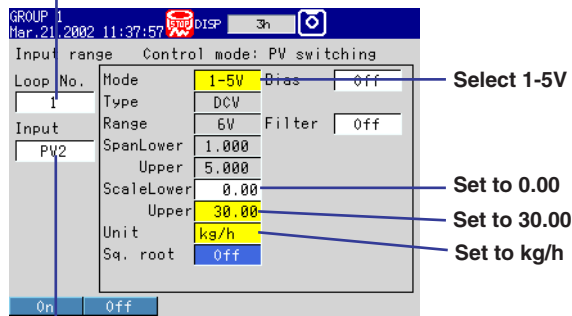 GROUP 1
Mar.21.2002 11:37:57 STOP DISP 3h
Input range Control mode: PV switching
Loop No. Mode 1-5V Bias Off Select 1-5V
1 Type DCV
Input Range 6V Filter Off
PV2 SpanLower 1.000
Upper 5.000
ScaleLower 0.00 Set to 0.00
Upper 30.00 Set to 30.00
Unit kg/h Set to kg/h
Sq. root Off
On Off